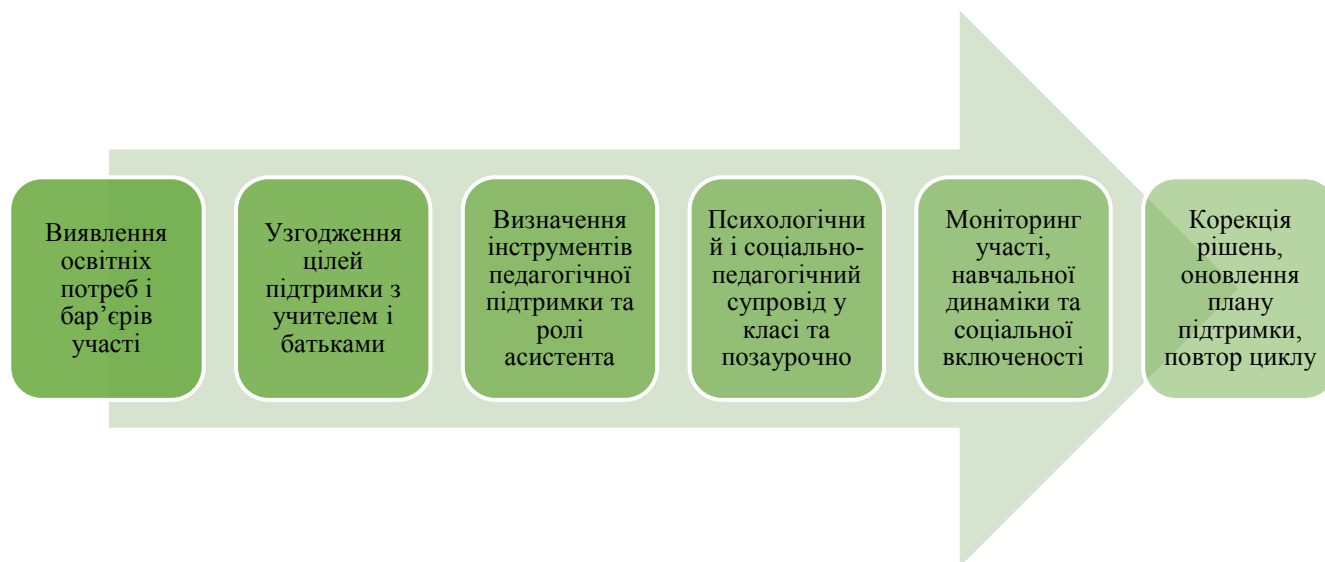 Виявлення
освітніх
потреб і
бар’єрів
участі
Узгодження
цілей
підтримки з
учителем і
батьками
Визначення
інструментів
педагогічної
підтримки та
ролі
асистента
Психологічни
й і соціально-
педагогічний
супровід у
класі та
позаурочно
Моніторинг
участі,
навчальної
динаміки та
соціальної
включеності
Корекція
рішень,
оновлення
плану
підтримки,
повтор циклу